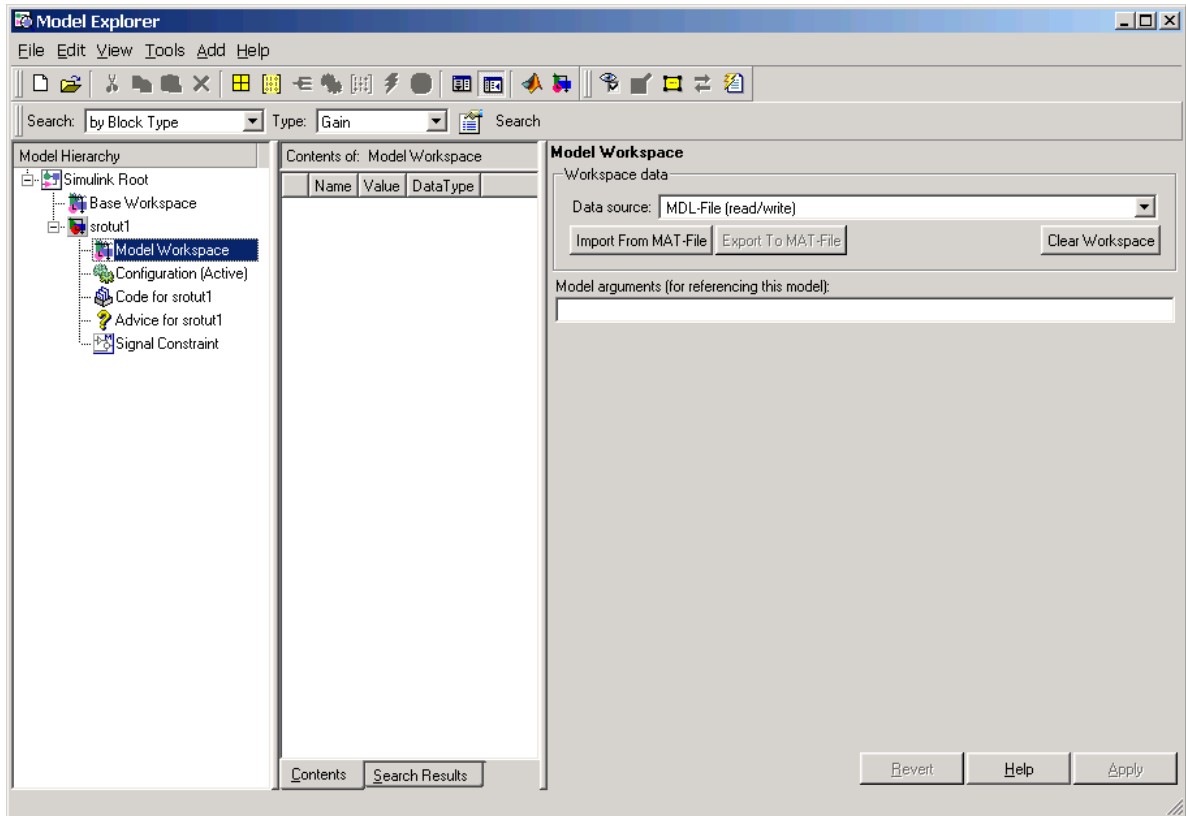 Model Explorer
File Edit View Tools Add Help
Search: by Block Type Type: Gain Search
Model Hierarchy
Simulink Root
Base Workspace
srotut1
Model Workspace
Configuration (Active)
Code for srotut1
Advice for srotut1
Signal Constraint
Contents of: Model Workspace
Name Value DataType
Contents Search Results
Model Workspace
Workspace data
Data source: MDL-File (read/write)
Import From MAT-File Export To MAT-File Clear Workspace
Model arguments (for referencing this model):
Revert Help Apply